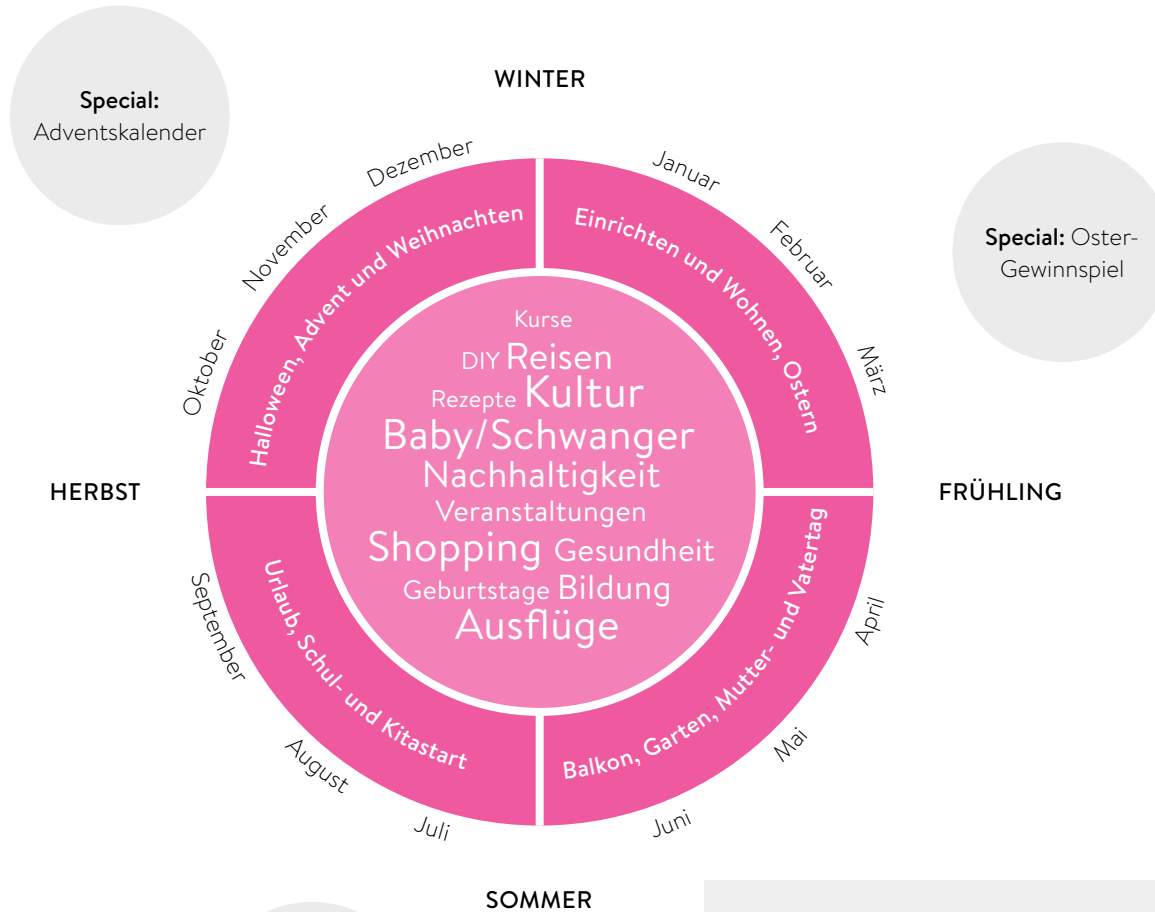 Special:
Adventskalender
WINTER
Special: Oster-
Gewinnspiel
Januar
Februar
März
April
Mai
Juni
Juli
August
September
Oktober
November
Dezember
Einrichten und Wohnen, Ostern
Balkon, Garten, Mutter- und Vatertag
Urlaub, Schul- und Kitastart
Halloween, Advent und Weihnachten
Kurse
DIY Reisen
Rezepte Kultur
Baby/Schwanger
Nachhaltigkeit
Veranstaltungen
Shopping Gesundheit
Geburtstage Bildung
Ausflüge
HERBST
FRÜHLING
SOMMER